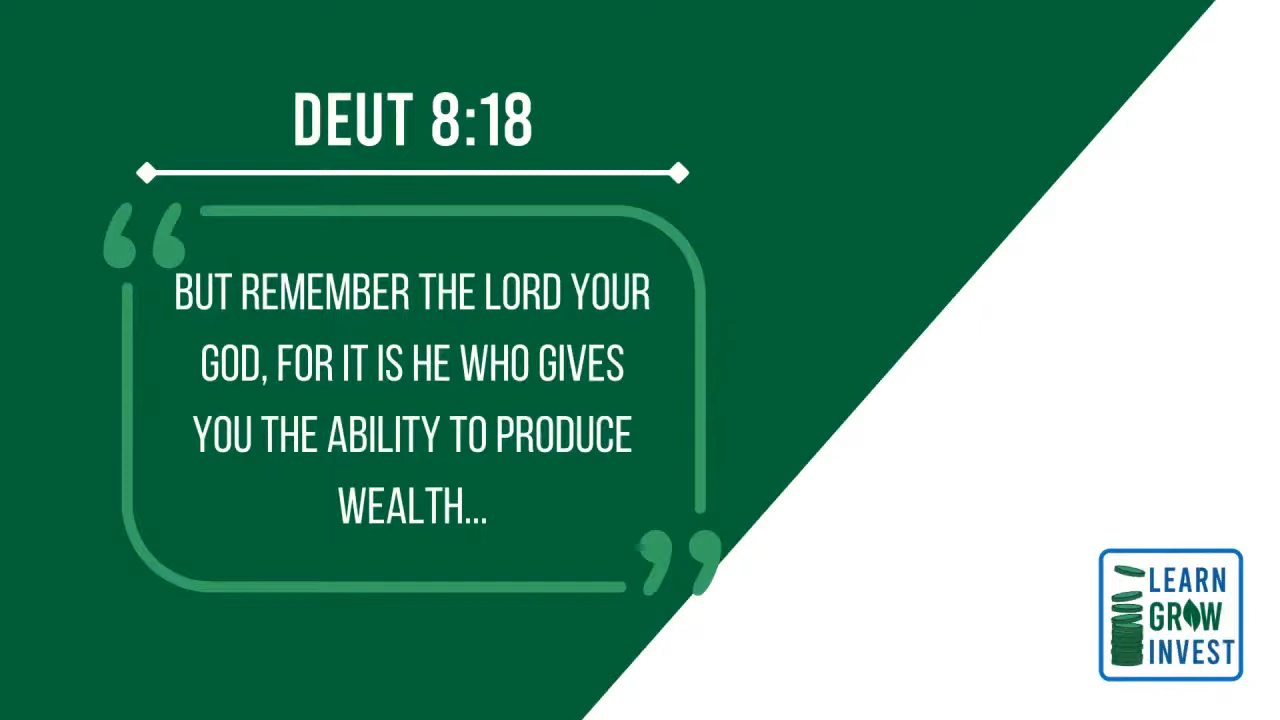 DEUT 8:18
BUT REMEMBER THE LORD YOUR
GOD, FOR IT IS HE WHO GIVES
YOU THE ABILITY TO PRODUCE
WEALTH...
LEARN
GROW
INVEST